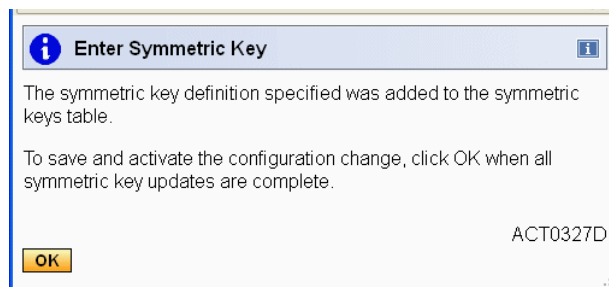 Enter Symmetric Key
The symmetric key definition specified was added to the symmetric
keys table.
To save and activate the configuration change, click OK when all
symmetric key updates are complete.
ACT0327D
OK